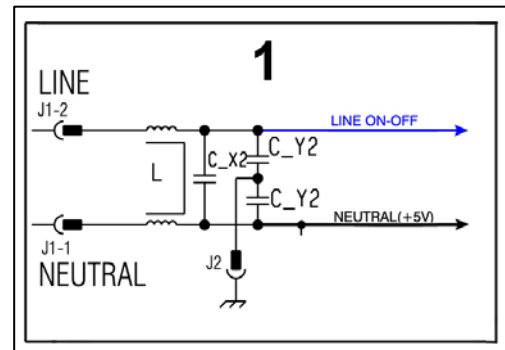 1
LINE
J1-2
LINE ON-OFF
C_Y2
C_X2
L
C_Y2
NEUTRAL(+5V)
J1-1
J2
NEUTRAL